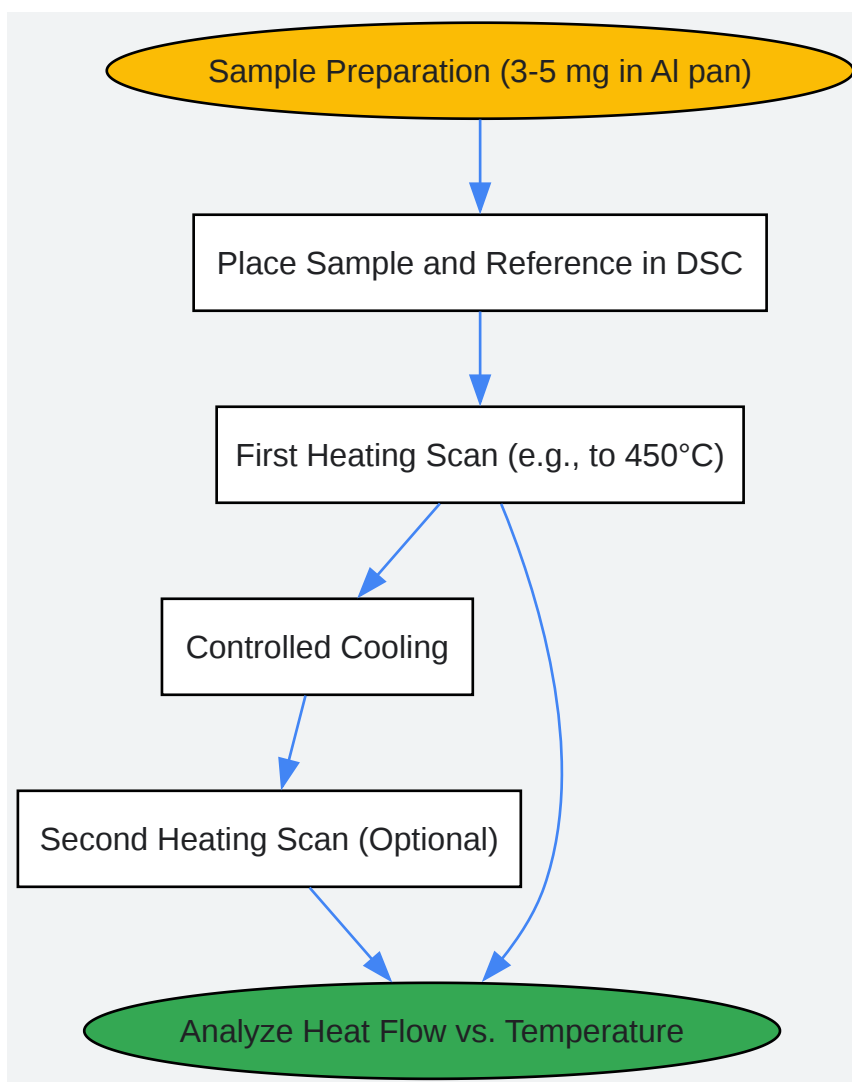 Sample Preparation (3-5 mg in Al pan)
Place Sample and Reference in DSC
First Heating Scan (e.g., to 450°C)
Controlled Cooling
Second Heating Scan (Optional)
Analyze Heat Flow vs. Temperature